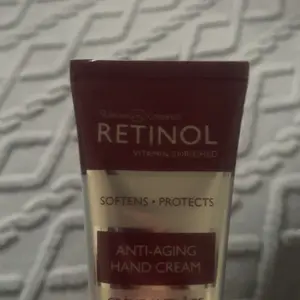 RETINOL
VITAMIN ENRICHED
SOFTENS • PROTECTS
ANTI-AGING
HAND CREAM